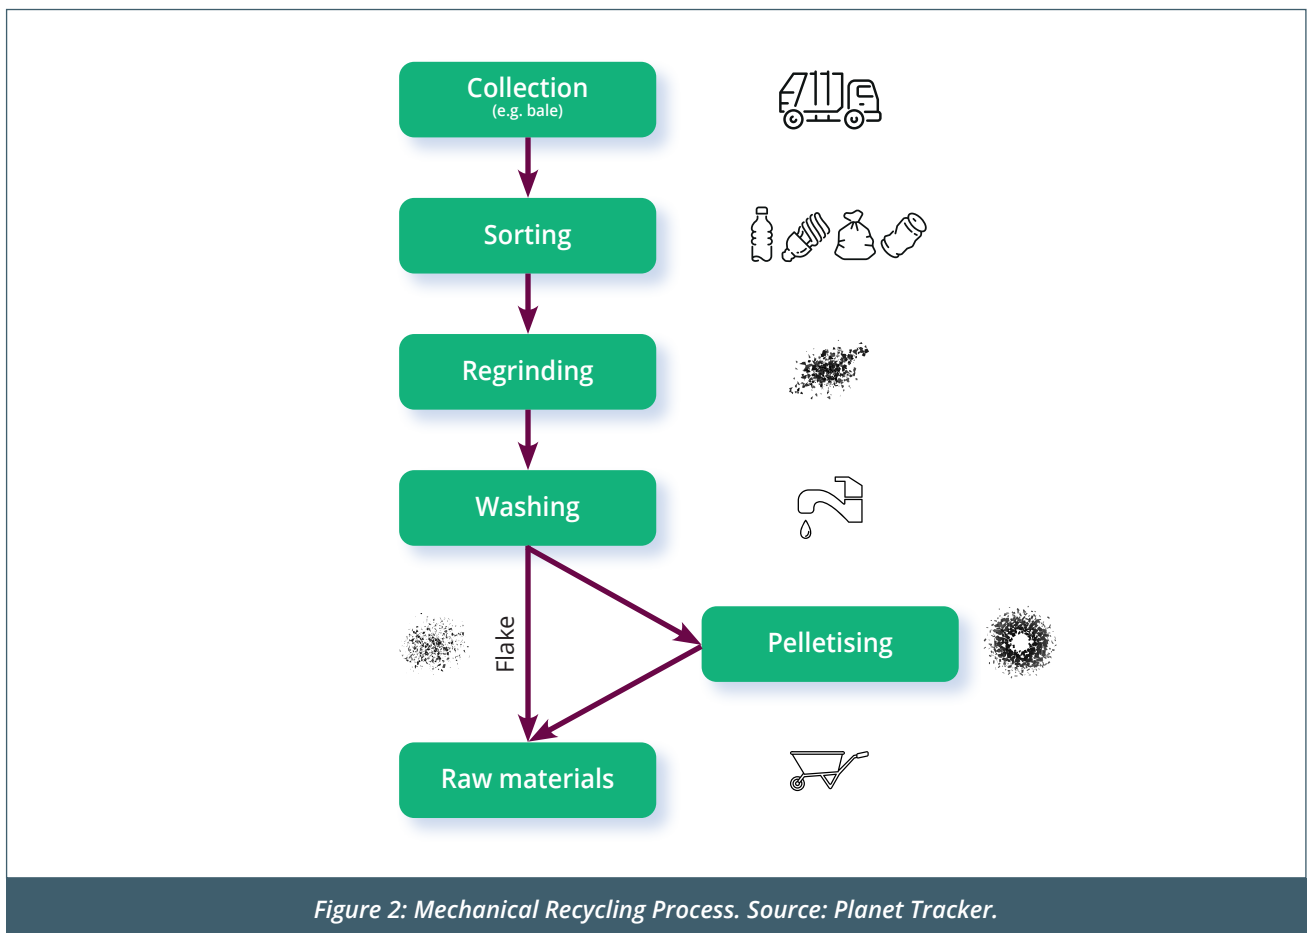 Collection
(e.g. bale)
Sorting
Regrinding
Washing
Flake
Pelletising
Raw materials
Figure 2: Mechanical Recycling Process. Source: Planet Tracker.